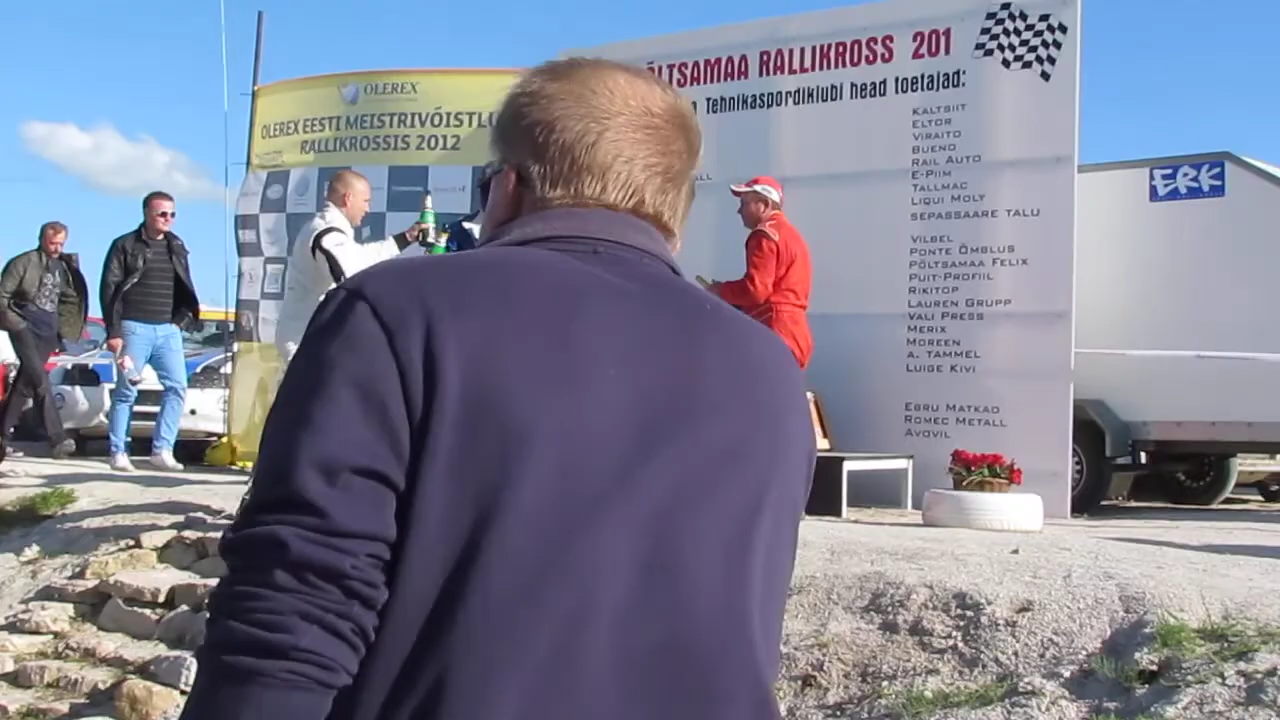 OLEREX
OLEREX EESTI MEISTRIVÕISTLU
RALLIKROSSIS 2012
ÕLTSAMAA RALLIKROSS 201
Tehnikaspordiklubi head toetajad:
KALTSIIT
ELTOR
VIRAITO
BUENO
RAIL AUTO
E-PIIM
TALLMAC
LIQUI MOLY
SEPASSAARE TALU
VILBEL
PONTE ÕMBLUS
PÕLTSAMAA FELIX
PUIT-PROFIIL
RIKITOP
LAUREN GRUPP
VALI PRESS
MERIX
MOREEN
A. TAMMEL
LUIGE KIVI
EBRU MATKAD
ROMEC METALL
AVOVIL
ERK